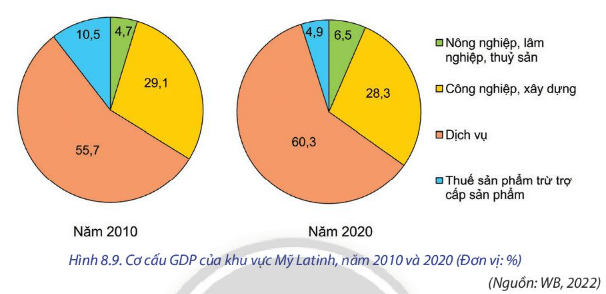 10,5
4,7
29,1
55,7
Năm 2010
4,9
6,5
28,3
60,3
Năm 2020
Nông nghiệp, lâm
nghiệp, thuỷ sản
Công nghiệp, xây dựng
Dịch vụ
Thuế sản phẩm trừ trợ
cấp sản phẩm
Hình 8.9. Cơ cấu GDP của khu vực Mỹ Latinh, năm 2010 và 2020 (Đơn vị: %)
(Nguồn: WB, 2022)